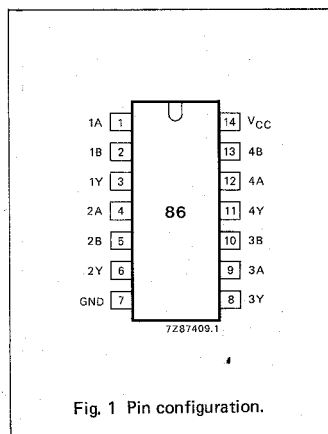 1A 1 14 VCC
1B 2 13 4B
1Y 3 12 4A
2A 4 86 11 4Y
2B 5 10 3B
2Y 6 9 3A
GND 7 8 3Y
7Z87409.1
Fig. 1 Pin configuration.